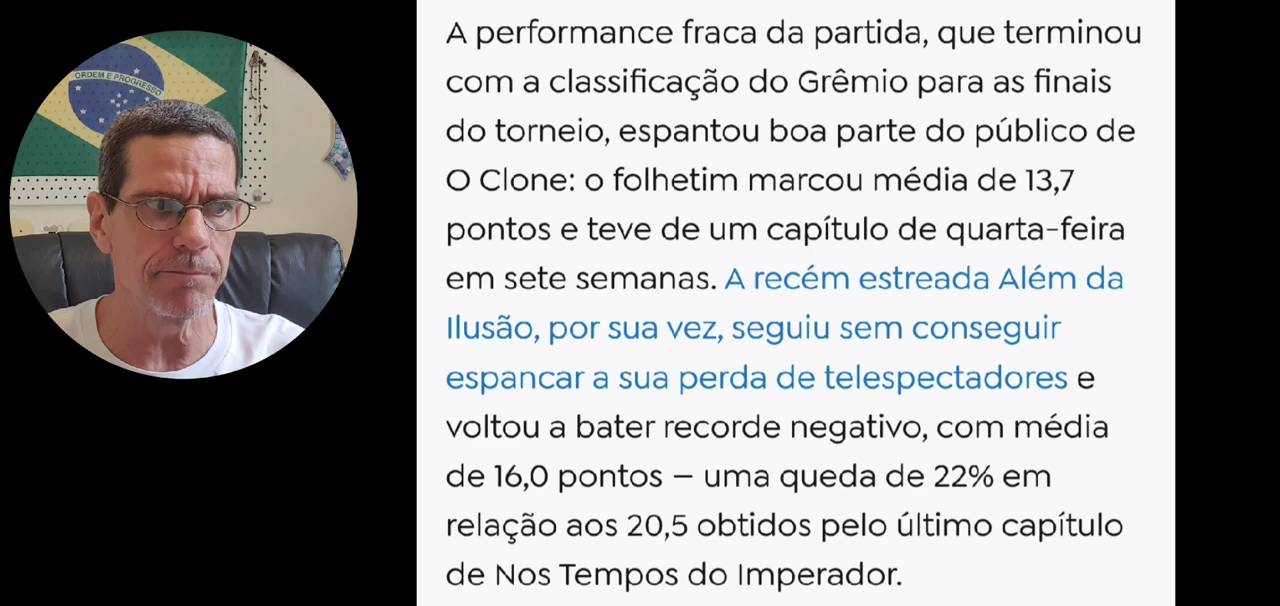 ORDEM E PROGRESSO
A performance fraca da partida, que terminou
com a classificação do Grêmio para as finais
do torneio, espantou boa parte do público de
O Clone: o folhetim marcou média de 13,7
pontos e teve de um capítulo de quarta-feira
em sete semanas. A recém estreada Além da
Ilusão, por sua vez, seguiu sem conseguir
espancar a sua perda de telespectadores e
voltou a bater recorde negativo, com média
de 16,0 pontos – uma queda de 22% em
relação aos 20,5 obtidos pelo último capítulo
de Nos Tempos do Imperador.